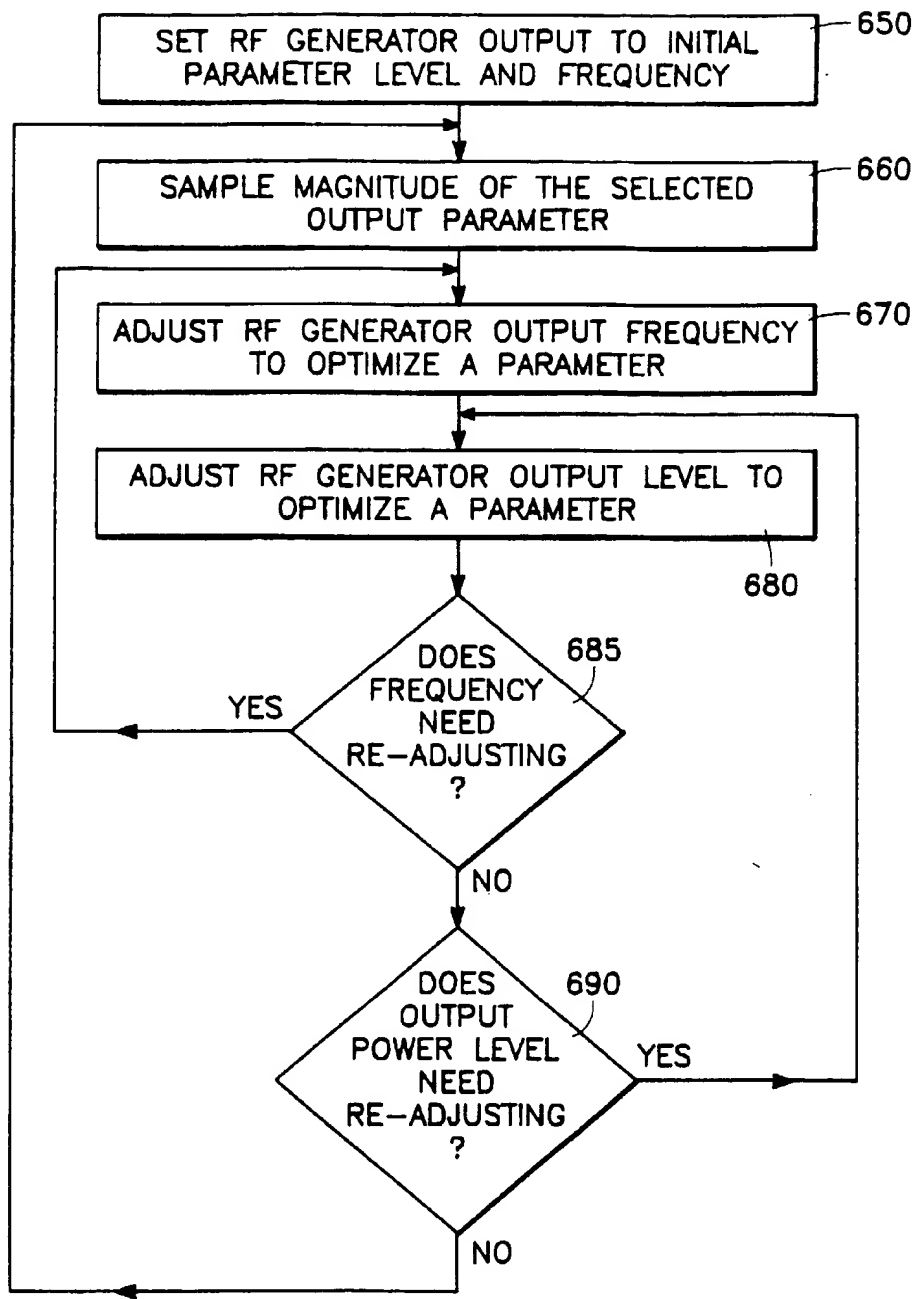 SET RF GENERATOR OUTPUT TO INITIAL
PARAMETER LEVEL AND FREQUENCY
650
SAMPLE MAGNITUDE OF THE SELECTED
OUTPUT PARAMETER
660
ADJUST RF GENERATOR OUTPUT FREQUENCY
TO OPTIMIZE A PARAMETER
670
ADJUST RF GENERATOR OUTPUT LEVEL TO
OPTIMIZE A PARAMETER
680
DOES
FREQUENCY
NEED
RE-ADJUSTING
?
685
YES
NO
DOES
OUTPUT
POWER LEVEL
NEED
RE-ADJUSTING
?
690
YES
NO